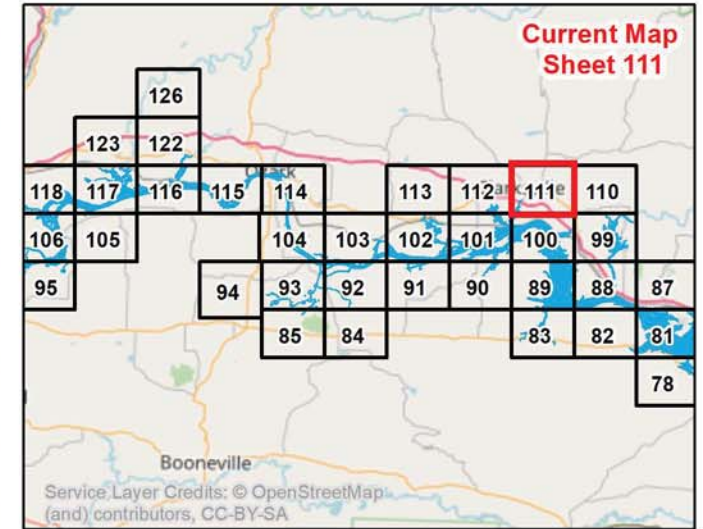 Current Map
Sheet 111
126
123 122
118 117 116 115 114 113 112 111 110
106 105 104 103 102 101 100 99
95 94 93 92 91 90 89 88 87
85 84 83 82 81
78
Booneville
Service Layer Credits: © OpenStreetMap
(and) contributors, CC-BY-SA